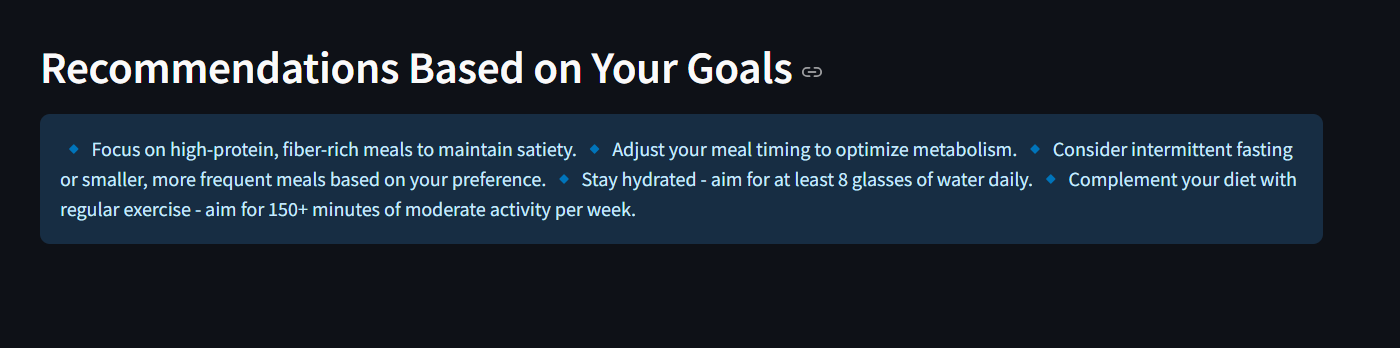 Recommendations Based on Your Goals
🔹 Focus on high-protein, fiber-rich meals to maintain satiety. 🔹 Adjust your meal timing to optimize metabolism. 🔹 Consider intermittent fasting
or smaller, more frequent meals based on your preference. 🔹 Stay hydrated - aim for at least 8 glasses of water daily. 🔹 Complement your diet with
regular exercise - aim for 150+ minutes of moderate activity per week.